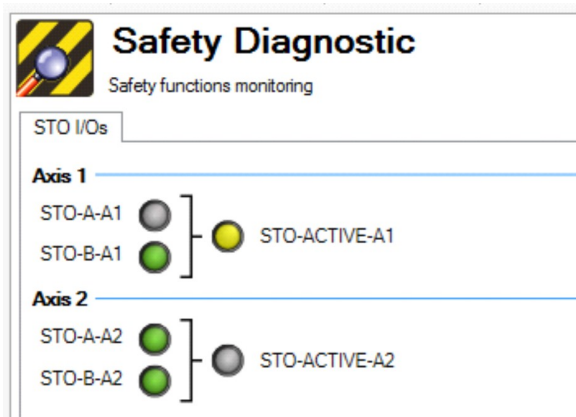 Safety Diagnostic
Safety functions monitoring
STO I/Os
Axis 1
STO-A-A1
STO-ACTIVE-A1
STO-B-A1
Axis 2
STO-A-A2
STO-ACTIVE-A2
STO-B-A2